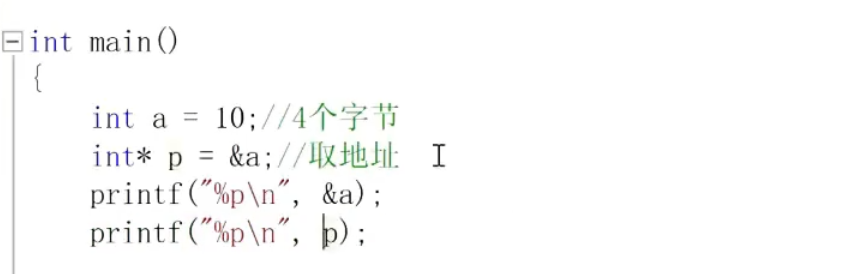 int main()
{
int a = 10;//4个字节
int* p = &a;//取地址
printf("%p\n", &a);
printf("%p\n", p);